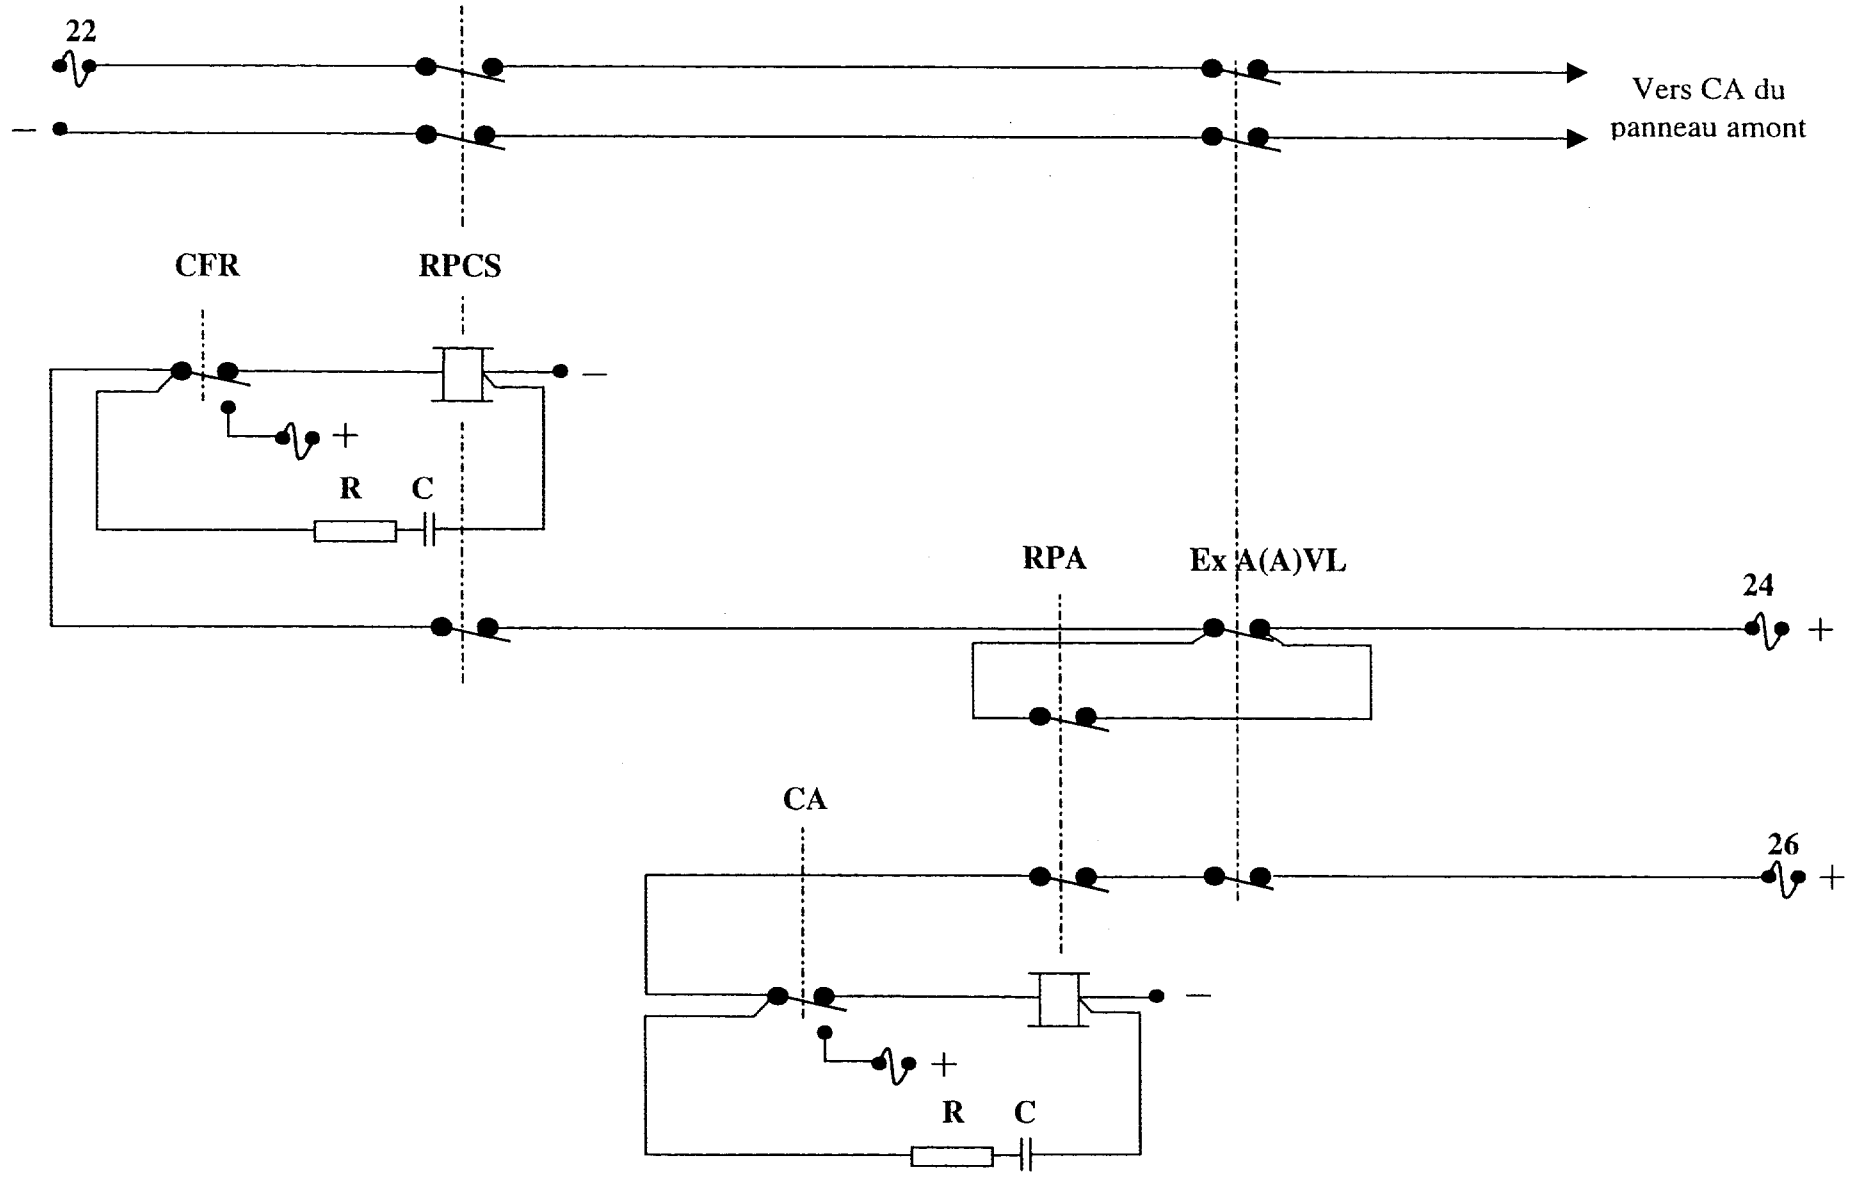 22
Vers CA du
panneau amont
−
CFR
RPCS
−
+
R
C
RPA
Ex A(A)VL
24
+
CA
26
+
−
+
R
C